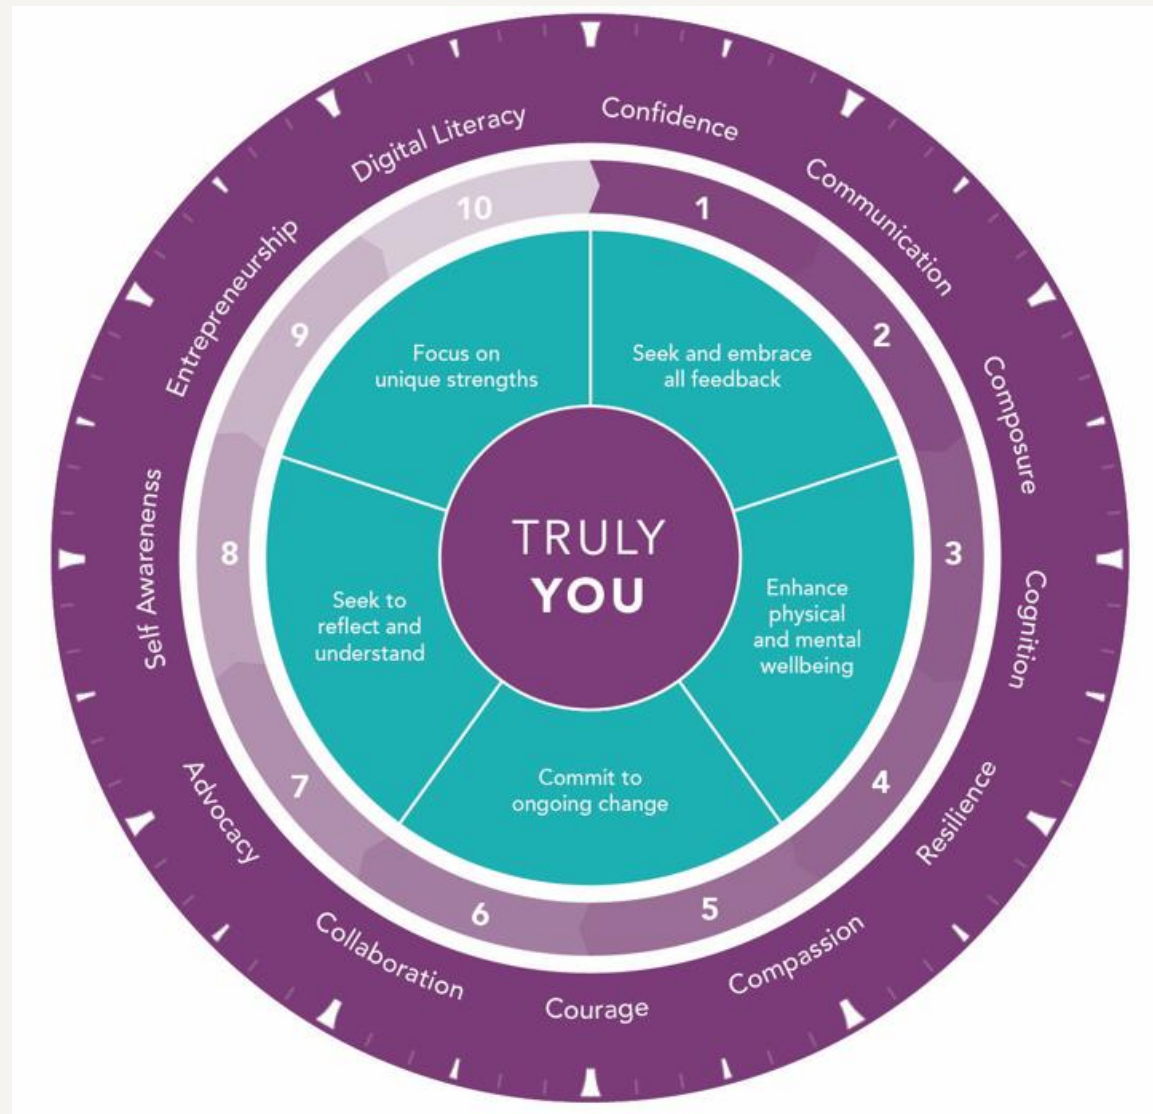 Confidence
Communication
Composure
Cognition
Resilience
Compassion
Courage
Collaboration
Advocacy
Self Awarenenss
Entrepreneurship
Digital Literacy
1
2
3
4
5
6
7
8
9
10
Seek and embrace
all feedback
Enhance
physical
and mental
wellbeing
Commit to
ongoing change
Seek to
reflect and
understand
Focus on
unique strengths
TRULY
YOU